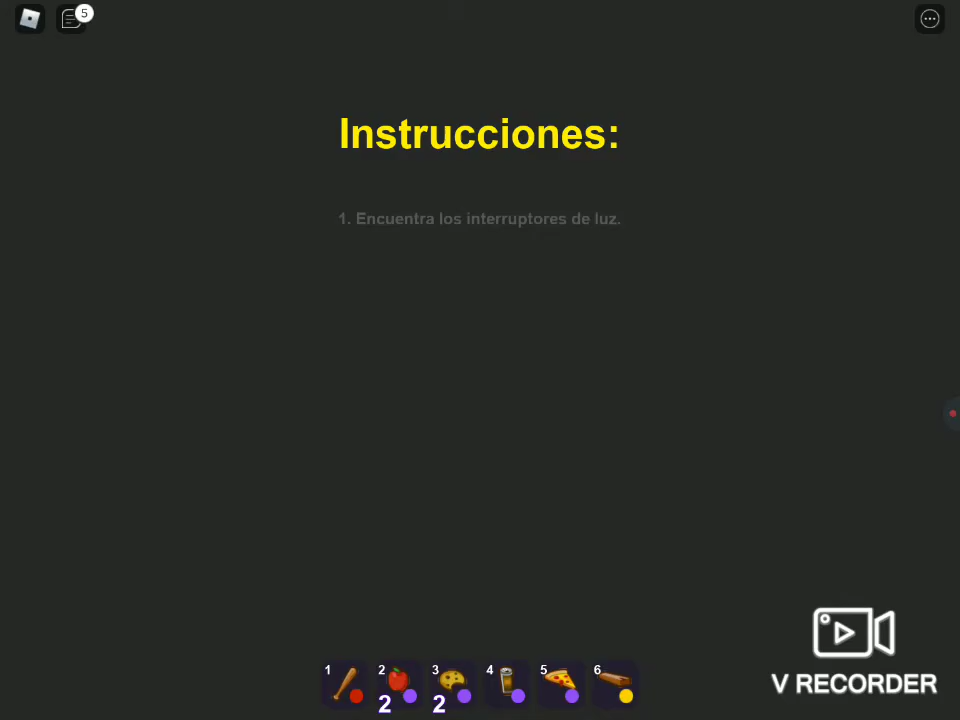 5
Instrucciones:
1. Encuentra los interruptores de luz.
1 2 3 4 5 6
2 2
V RECORDER